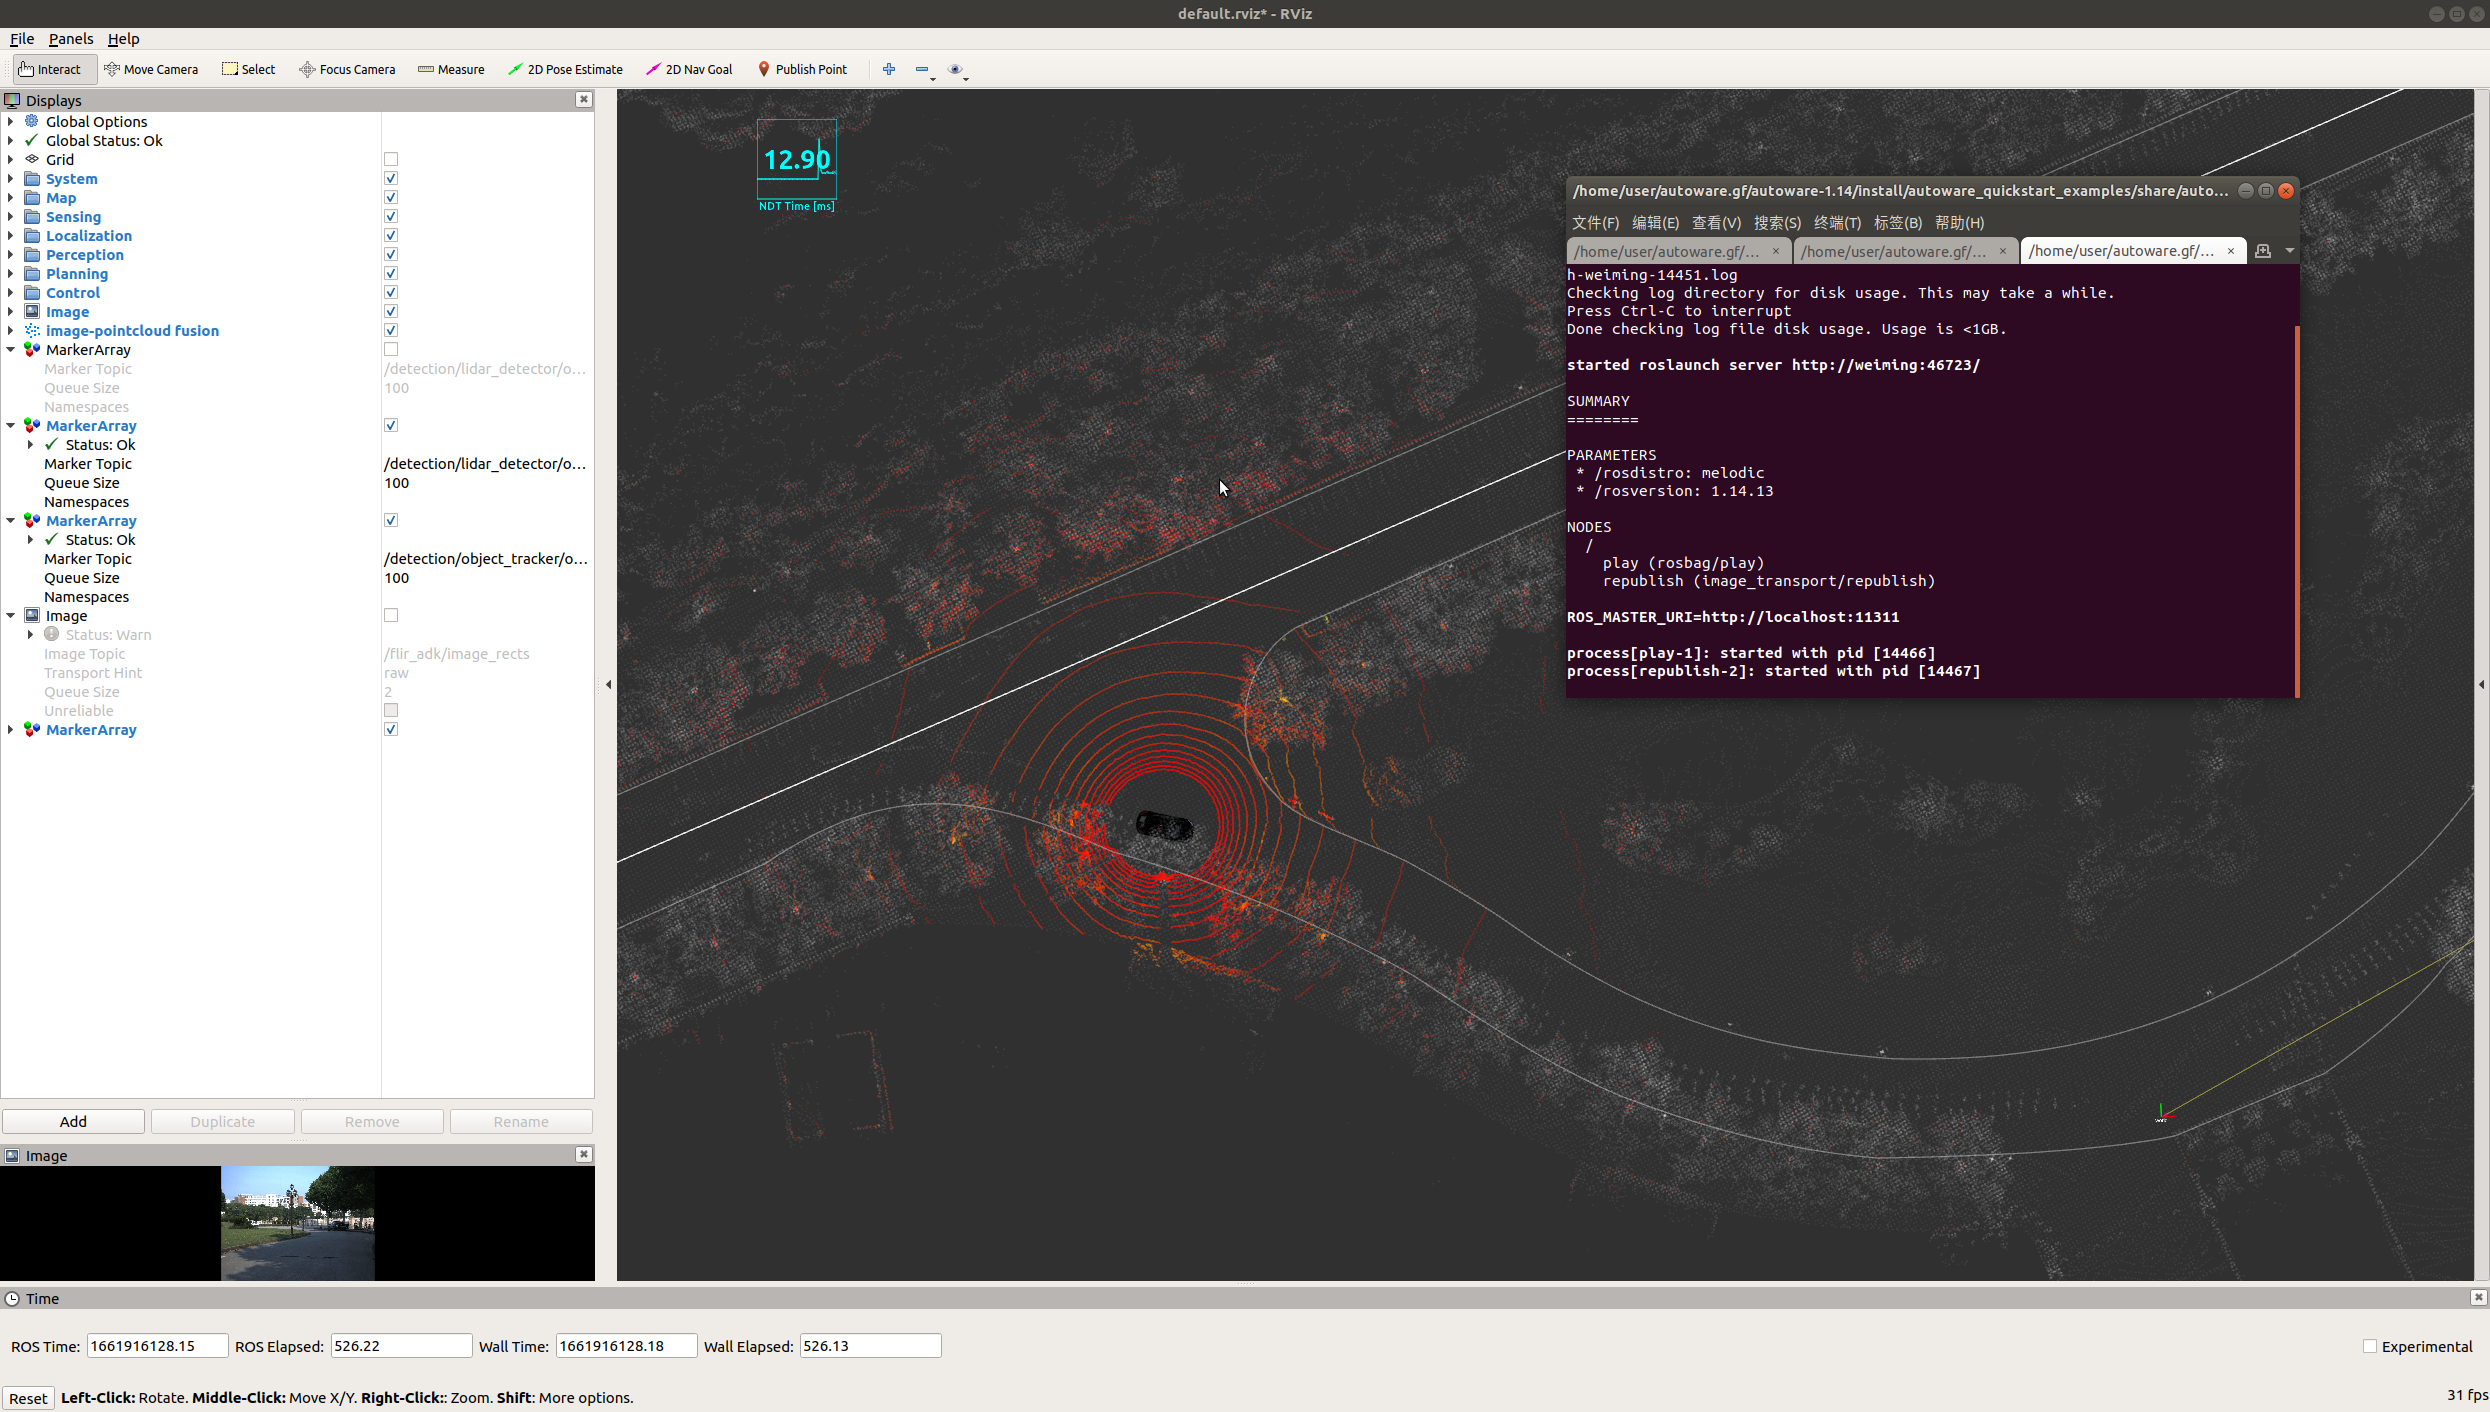 default.rviz* - RViz
File Panels Help
Interact Move Camera Select Focus Camera Measure 2D Pose Estimate 2D Nav Goal Publish Point
Displays
Global Options
Global Status: Ok
Grid
System
Map
Sensing
Localization
Perception
Planning
Control
Image
image-pointcloud fusion
MarkerArray
Marker Topic /detection/lidar_detector/o...
Queue Size 100
Namespaces
MarkerArray
Status: Ok
Marker Topic /detection/lidar_detector/o...
Queue Size 100
Namespaces
MarkerArray
Status: Ok
Marker Topic /detection/object_tracker/o...
Queue Size 100
Namespaces
Image
Status: Warn
Image Topic /flir_adk/image_rects
Transport Hint raw
Queue Size 2
Unreliable
MarkerArray
Add Duplicate Remove Rename
Image
12.90
NDT Time [ms]
/home/user/autoware.gf/autoware-1.14/install/autoware_quickstart_examples/share/auto...
文件(F) 编辑(E) 查看(V) 搜索(S) 终端(T) 标签(B) 帮助(H)
/home/user/autoware.gf/... × /home/user/autoware.gf/... × /home/user/autoware.gf/... ×
h-weiming-14451.log
Checking log directory for disk usage. This may take a while.
Press Ctrl-C to interrupt
Done checking log file disk usage. Usage is <1GB.
started roslaunch server http://weiming:46723/
SUMMARY
========
PARAMETERS
* /rosdistro: melodic
* /rosversion: 1.14.13
NODES
/
play (rosbag/play)
republish (image_transport/republish)
ROS_MASTER_URI=http://localhost:11311
process[play-1]: started with pid [14466]
process[republish-2]: started with pid [14467]
Time
ROS Time: 1661916128.15 ROS Elapsed: 526.22 Wall Time: 1661916128.18 Wall Elapsed: 526.13 Experimental
Reset Left-Click: Rotate. Middle-Click: Move X/Y. Right-Click:: Zoom. Shift: More options. 31 fps